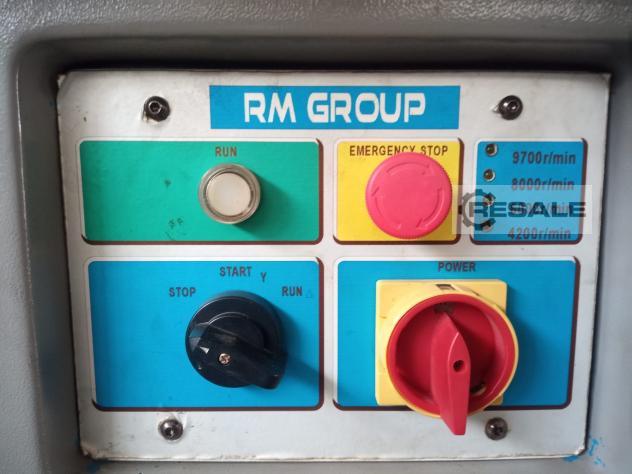 RM GROUP
RUN
EMERGENCY STOP
9700r/min
8000r/min
4200r/min
RESALE
START Y
STOP
RUN △
POWER